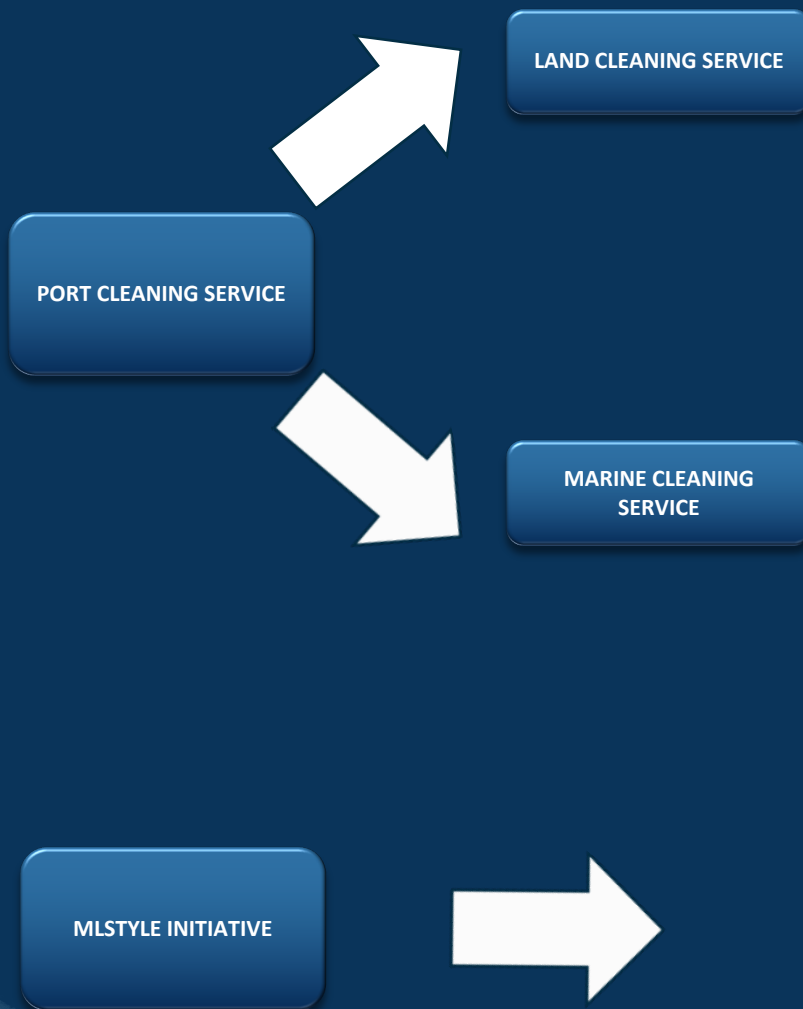 LAND CLEANING SERVICE
PORT CLEANING SERVICE
MARINE CLEANING
SERVICE
MLSTYLE INITIATIVE